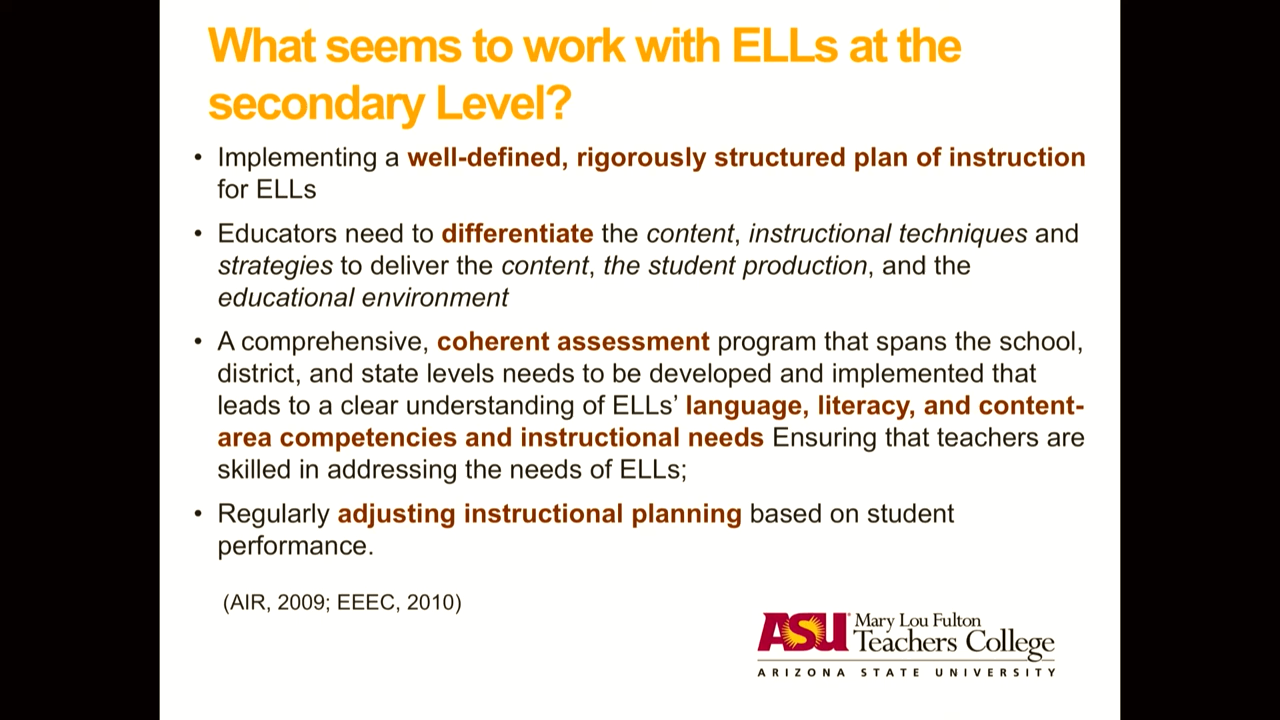 What seems to work with ELLs at the
secondary Level?
• Implementing a well-defined, rigorously structured plan of instruction
for ELLs
• Educators need to differentiate the content, instructional techniques and
strategies to deliver the content, the student production, and the
educational environment
• A comprehensive, coherent assessment program that spans the school,
district, and state levels needs to be developed and implemented that
leads to a clear understanding of ELLs’ language, literacy, and content-
area competencies and instructional needs Ensuring that teachers are
skilled in addressing the needs of ELLs;
• Regularly adjusting instructional planning based on student
performance.
(AIR, 2009; EEEC, 2010)
ASU Mary Lou Fulton
Teachers College
ARIZONA STATE UNIVERSITY